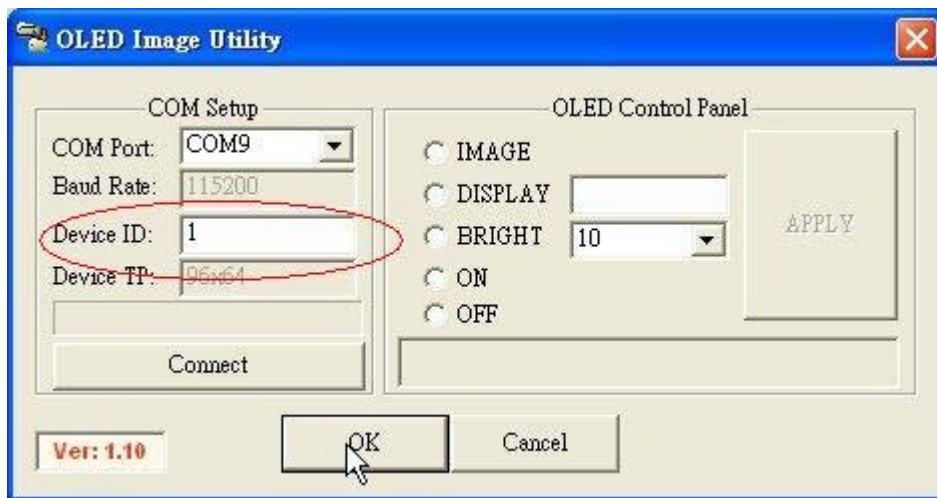 OLED Image Utility
COM Setup
COM Port: COM9
Baud Rate: 115200
Device ID: 1
Device TP: 96x64
Connect
OLED Control Panel
IMAGE
DISPLAY
BRIGHT 10
ON
OFF
APPLY
Ver: 1.10
OK
Cancel